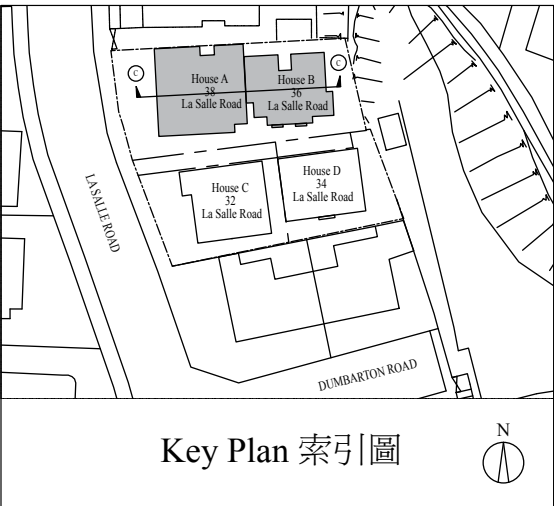 C
C
House A
38
La Salle Road
House B
36
La Salle Road
House C
32
La Salle Road
House D
34
La Salle Road
LA SALLE ROAD
DUMBARTON ROAD
Key Plan 索引圖
N